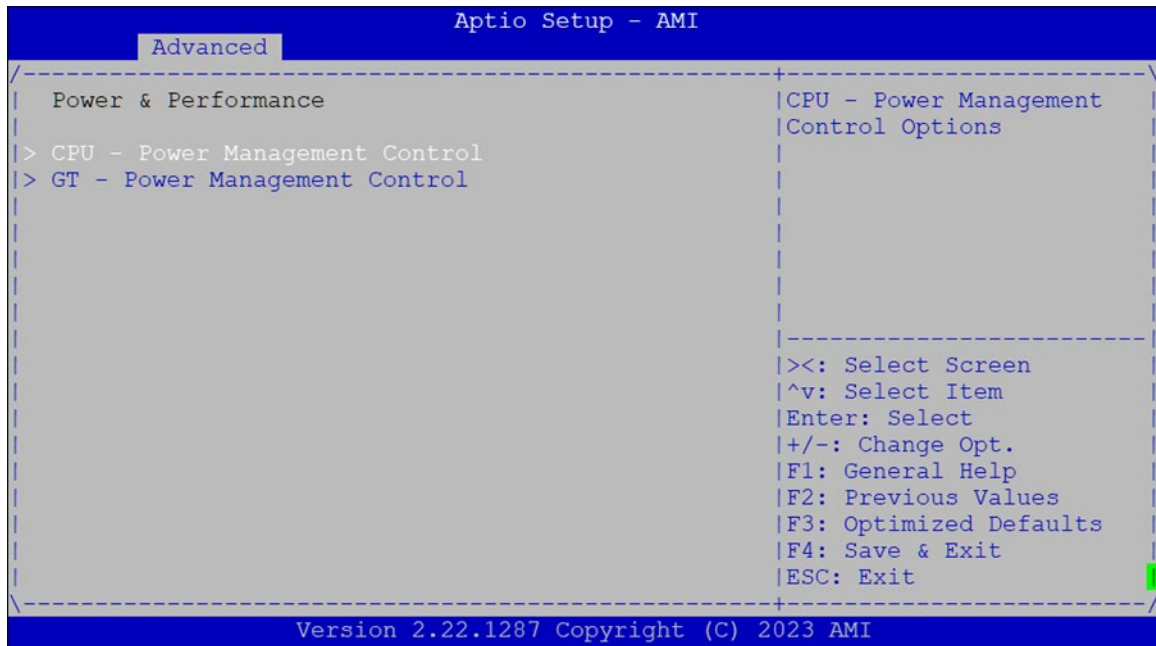 Aptio Setup - AMI
Advanced
Power & Performance
> CPU - Power Management Control
> GT - Power Management Control
CPU - Power Management
Control Options
><: Select Screen
^v: Select Item
Enter: Select
+/-: Change Opt.
F1: General Help
F2: Previous Values
F3: Optimized Defaults
F4: Save & Exit
ESC: Exit
Version 2.22.1287 Copyright (C) 2023 AMI